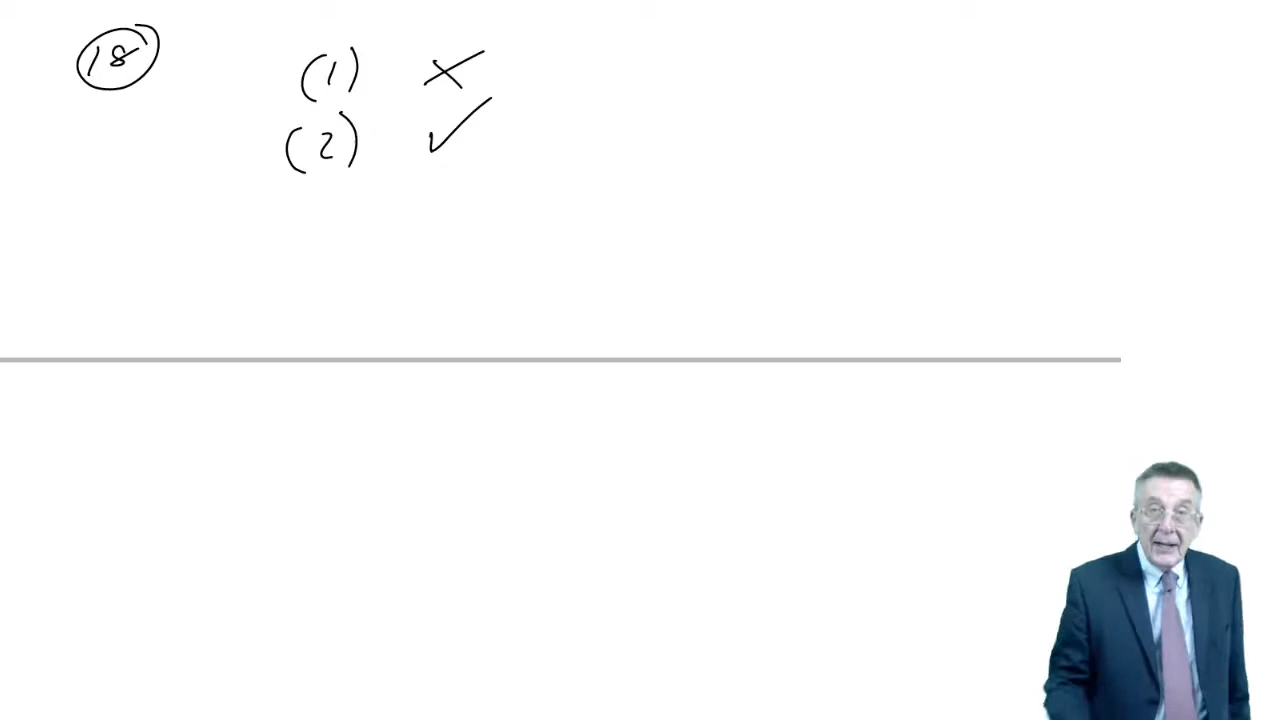 18
(1) ✗
(2) ✓